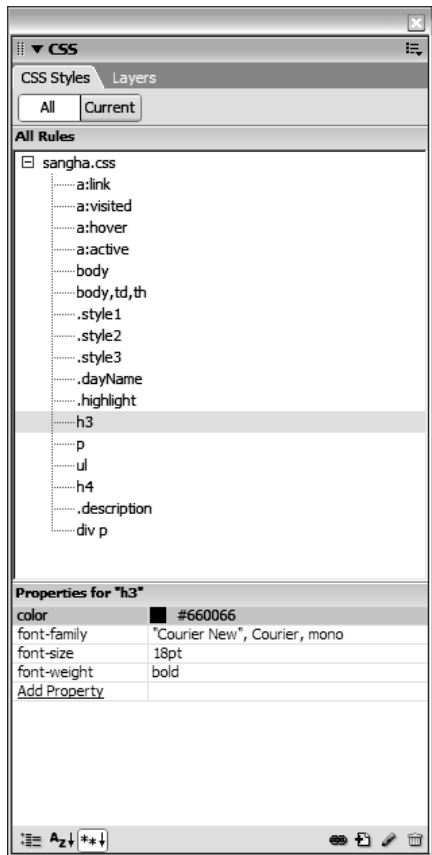 CSS
CSS Styles Layers
All Current
All Rules
sangha.css
a:link
a:visited
a:hover
a:active
body
body,td,th
.style1
.style2
.style3
.dayName
.highlight
h3
p
ul
h4
.description
div p
Properties for "h3"
color #660066
font-family "Courier New", Courier, mono
font-size 18pt
font-weight bold
Add Property
Az↓ **↓